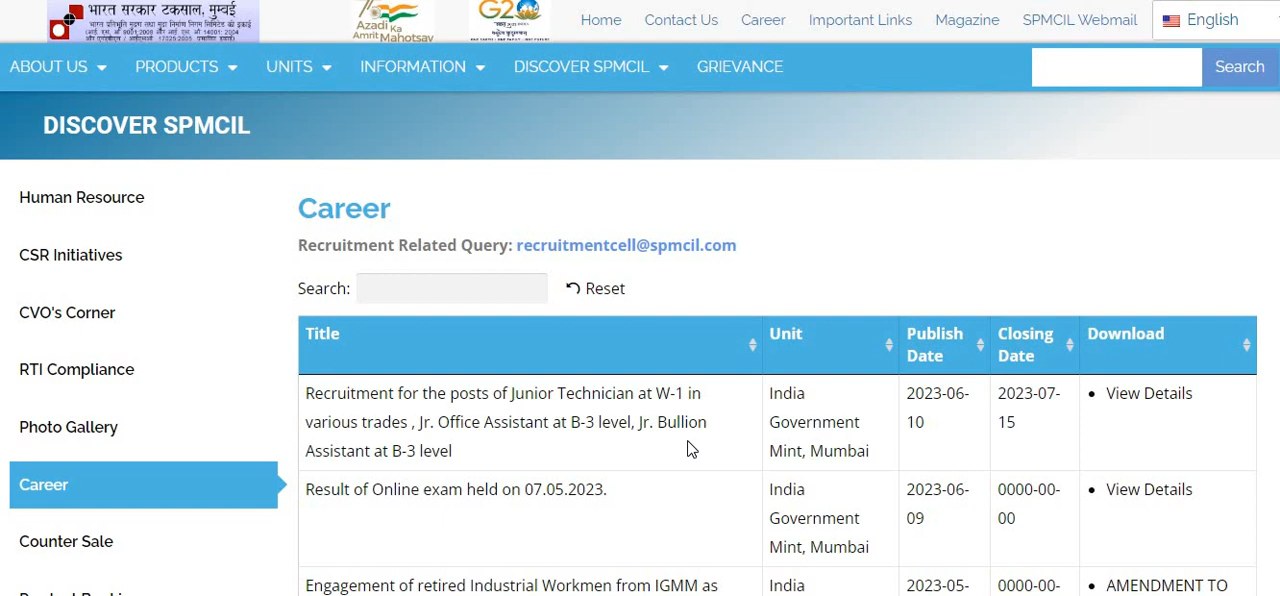 भारत सरकार टकसाल, मुम्बई
Azadi
Ka
Amrit Mahotsav
G2
Home
Contact Us
Career
Important Links
Magazine
SPMCIL Webmail
English
ABOUT US
PRODUCTS
UNITS
INFORMATION
DISCOVER SPMCIL
GRIEVANCE
Search
DISCOVER SPMCIL
Human Resource
CSR Initiatives
CVO's Corner
RTI Compliance
Photo Gallery
Career
Counter Sale
Career
Recruitment Related Query: recruitmentcell@spmcil.com
Search:
Reset
Title
Unit
Publish
Date
Closing
Date
Download
Recruitment for the posts of Junior Technician at W-1 in
various trades , Jr. Office Assistant at B-3 level, Jr. Bullion
Assistant at B-3 level
India
Government
Mint, Mumbai
2023-06-
10
2023-07-
15
View Details
Result of Online exam held on 07.05.2023.
India
Government
Mint, Mumbai
2023-06-
09
0000-00-
00
View Details
Engagement of retired Industrial Workmen from IGMM as
India
2023-05-
0000-00-
AMENDMENT TO